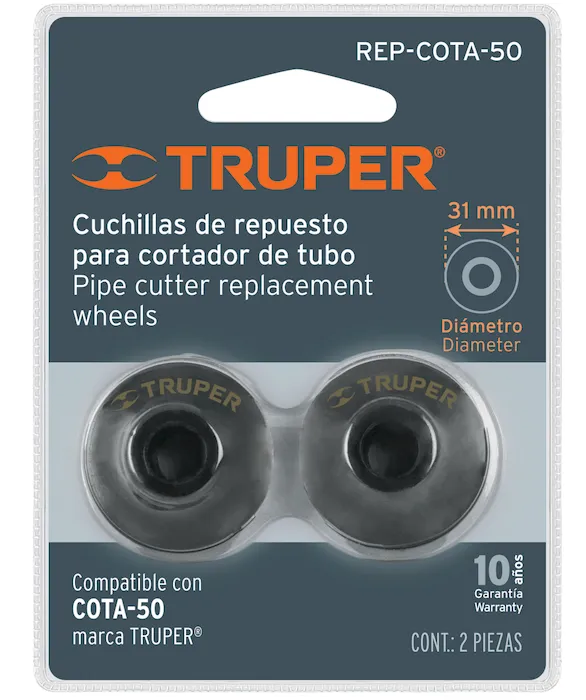 REP-COTA-50
TRUPER®
Cuchillas de repuesto
para cortador de tubo
Pipe cutter replacement
wheels
31 mm
Diámetro
Diameter
TRUPER
TRUPER
Compatible con
COTA-50
marca TRUPER®
10 años
Garantía
Warranty
CONT.: 2 PIEZAS